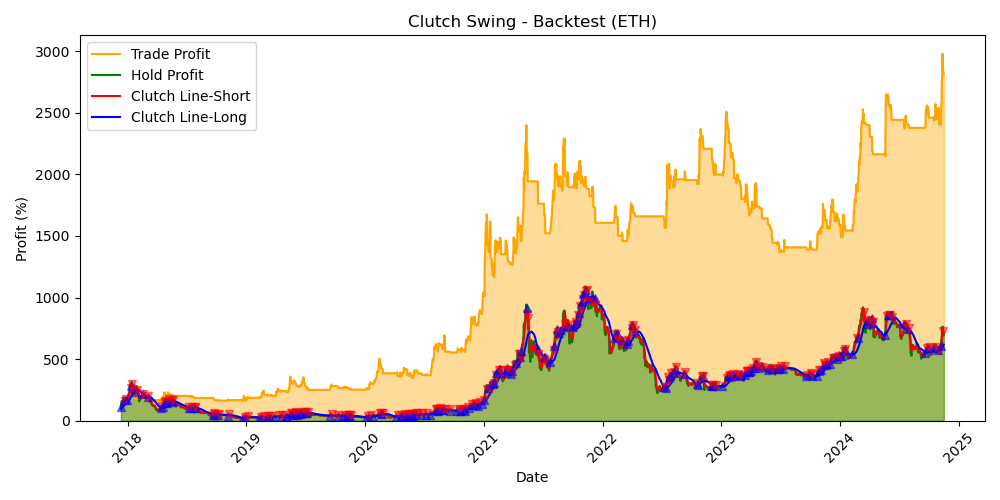 Clutch Swing - Backtest (ETH)
Trade Profit
Hold Profit
Clutch Line-Short
Clutch Line-Long
Profit (%)
3000
2500
2000
1500
1000
500
0
2018
2019
2020
2021
2022
2023
2024
2025
Date